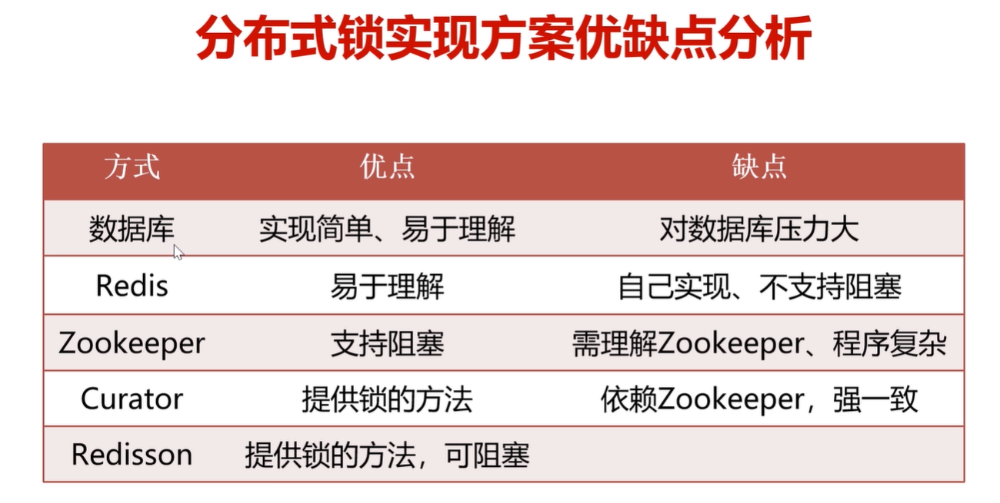 分布式锁实现方案优缺点分析
方式 优点 缺点
数据库 实现简单、易于理解 对数据库压力大
Redis 易于理解 自己实现、不支持阻塞
Zookeeper 支持阻塞 需理解Zookeeper、程序复杂
Curator 提供锁的方法 依赖Zookeeper，强一致
Redisson 提供锁的方法，可阻塞